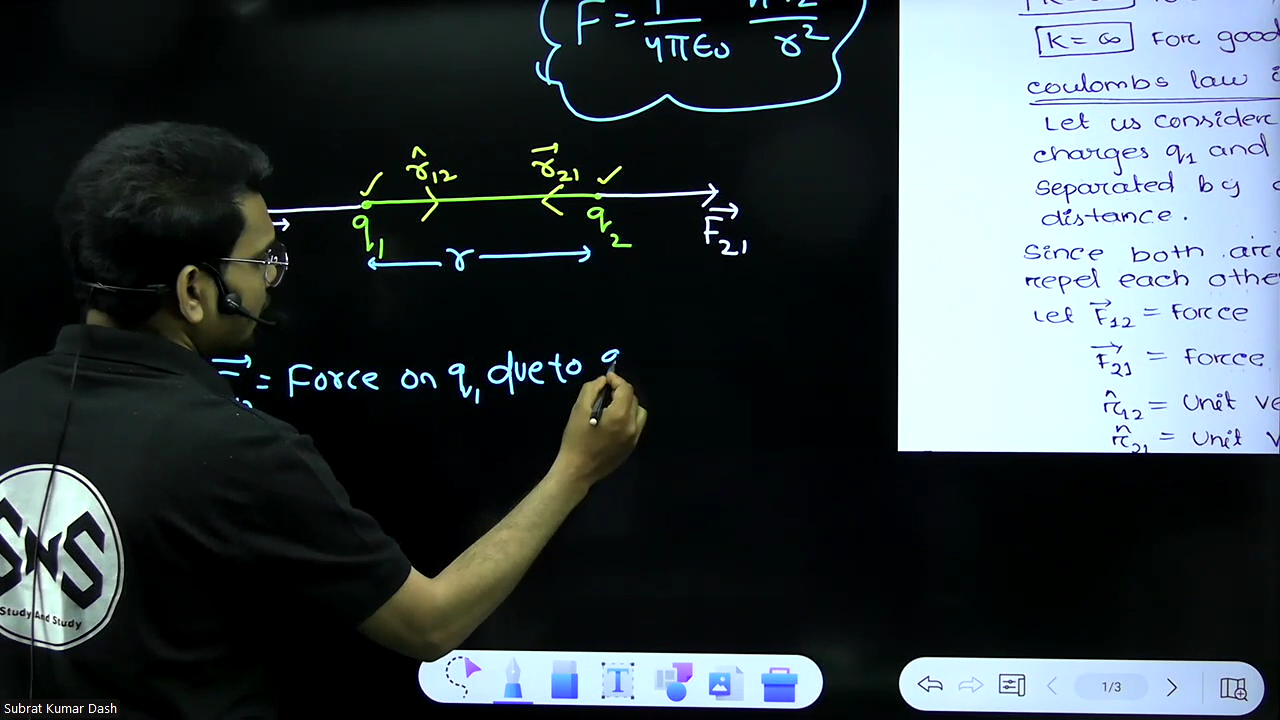 F = 1/4πε₀ r²
r̂₁₂
r⃗₂₁
q₁
q₂
F⃗₂₁
r
= Force on q₁ due to q
K = ∞ For good
coulombs law i
Let us consider
charges q₁ and
separated by
distance.
Since both are
repel each othe
Let F⃗₁₂ = Force
F⃗₂₁ = Force
r̂₁₂ = Unit ve
r̂₂₁ = Unit v
SNS
Study And Study
T
1/3
Subrat Kumar Dash